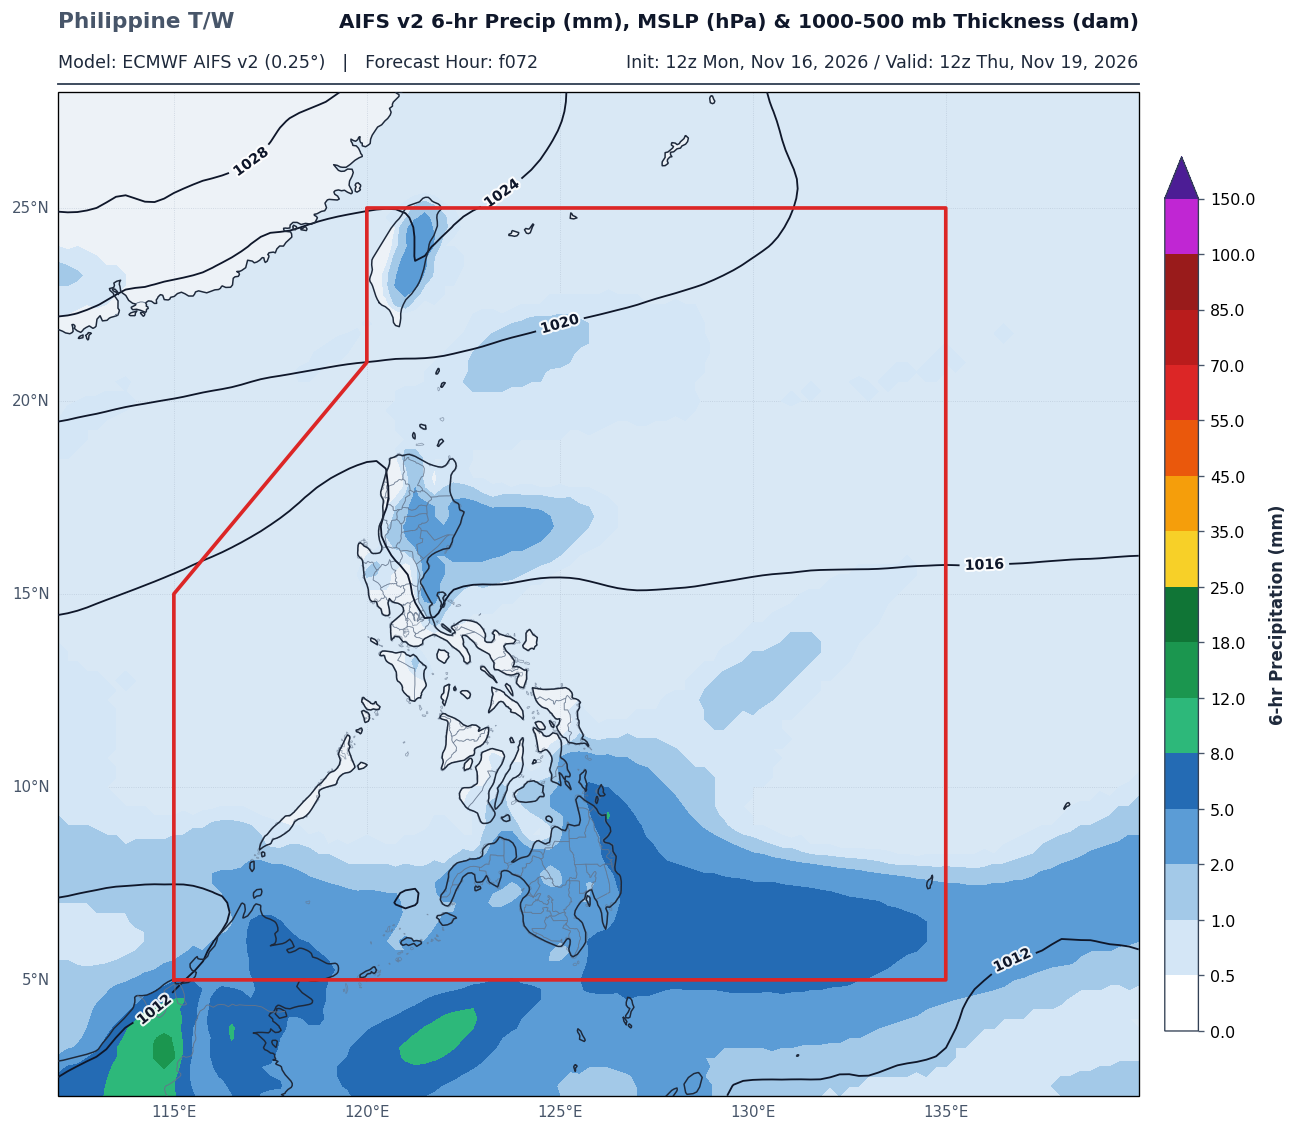 Philippine T/W
AIFS v2 6-hr Precip (mm), MSLP (hPa) & 1000-500 mb Thickness (dam)
Model: ECMWF AIFS v2 (0.25°) | Forecast Hour: f072
Init: 12z Mon, Nov 16, 2026 / Valid: 12z Thu, Nov 19, 2026
1028
1024
1020
1016
1012
1012
25°N
20°N
15°N
10°N
5°N
115°E
120°E
125°E
130°E
135°E
150.0
100.0
85.0
70.0
55.0
45.0
35.0
25.0
18.0
12.0
8.0
5.0
2.0
1.0
0.5
0.0
6-hr Precipitation (mm)